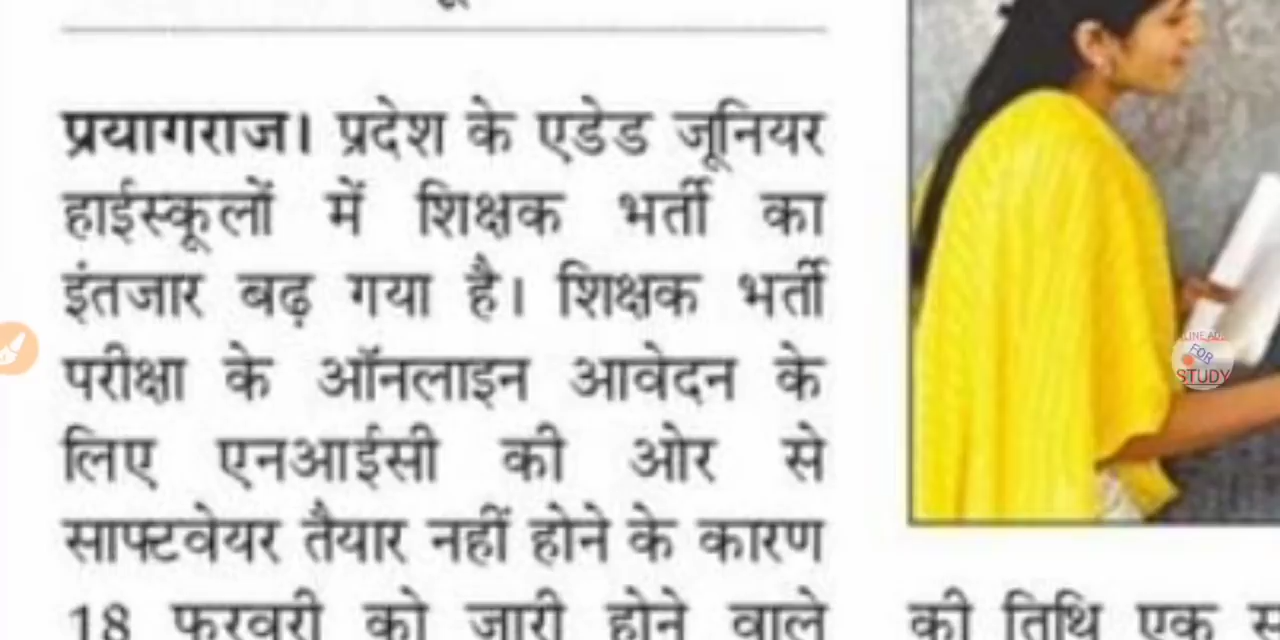 प्रयागराज। प्रदेश के एडेड जूनियर
हाईस्कूलों में शिक्षक भर्ती का
इंतजार बढ़ गया है। शिक्षक भर्ती
परीक्षा के ऑनलाइन आवेदन के
लिए एनआईसी की ओर से
साफ्टवेयर तैयार नहीं होने के कारण
18 फरवरी को जारी होने वाले
की तिथि एक
FOR
STUDY